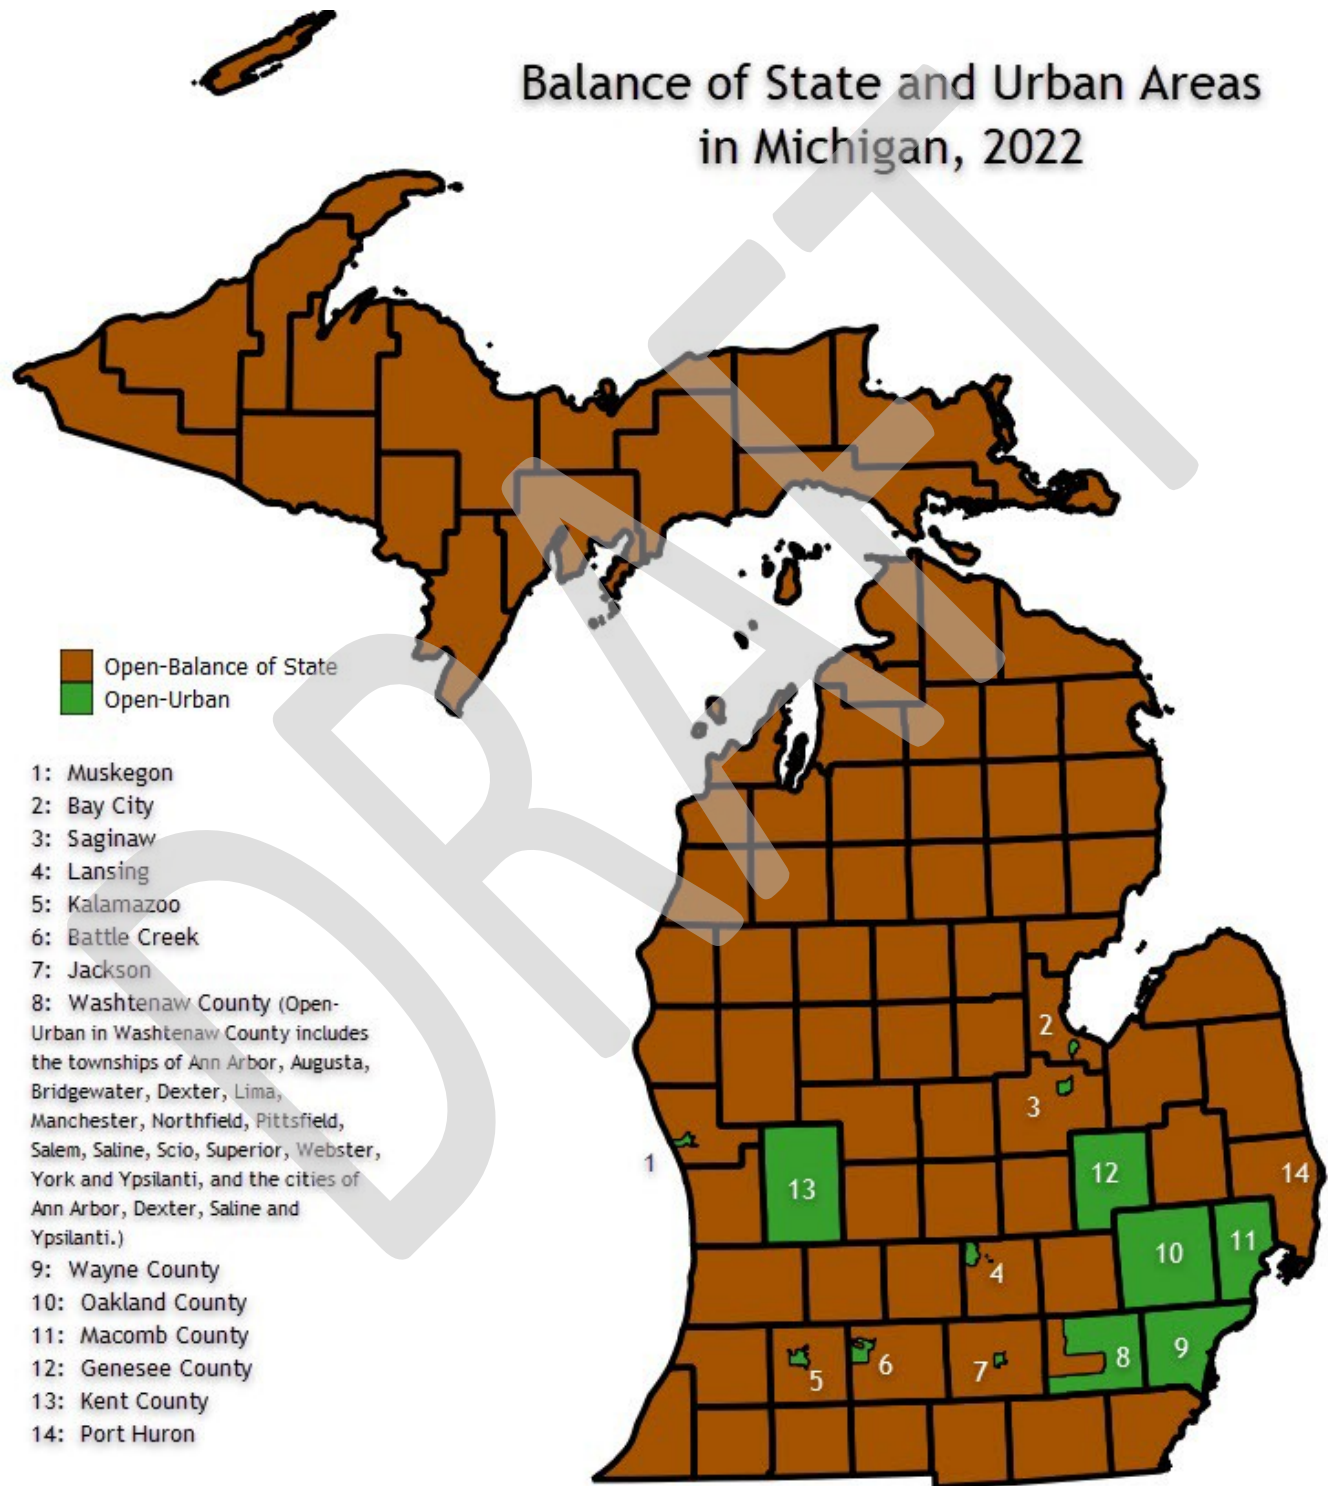 Balance of State and Urban Areas
in Michigan, 2022
DRAFT
Open-Balance of State
Open-Urban
1: Muskegon
2: Bay City
3: Saginaw
4: Lansing
5: Kalamazoo
6: Battle Creek
7: Jackson
8: Washtenaw County (Open-
Urban in Washtenaw County includes
the townships of Ann Arbor, Augusta,
Bridgewater, Dexter, Lima,
Manchester, Northfield, Pittsfield,
Salem, Saline, Scio, Superior, Webster,
York and Ypsilanti, and the cities of
Ann Arbor, Dexter, Saline and
Ypsilanti.)
9: Wayne County
10: Oakland County
11: Macomb County
12: Genesee County
13: Kent County
14: Port Huron
2
3
1
13
12
14
10
11
4
5
6
7
8
9